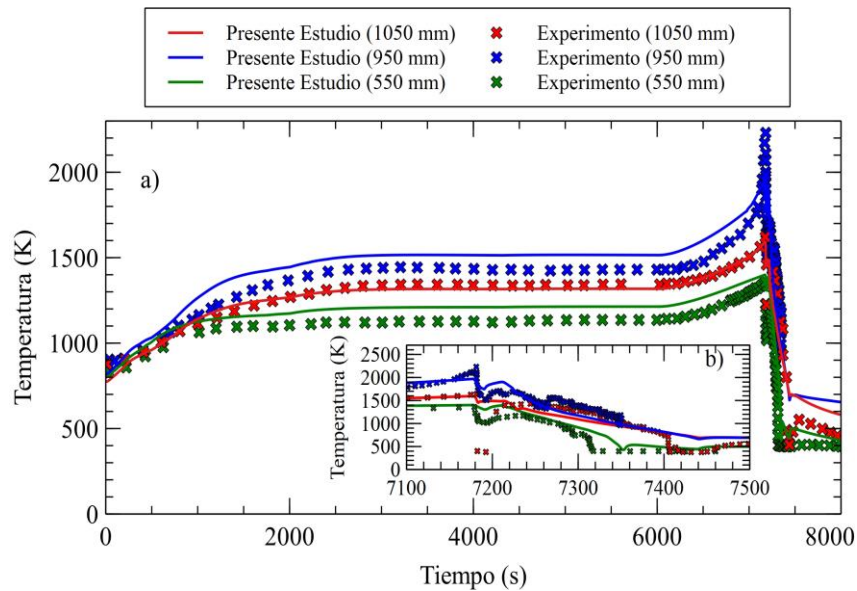 Presente Estudio (1050 mm) Experimento (1050 mm)
Presente Estudio (950 mm) Experimento (950 mm)
Presente Estudio (550 mm) Experimento (550 mm)
Temperatura (K)
2000
1500
1000
500
0
a)
b)
Temperatura (K)
2500
2000
1500
1000
500
0
7100 7200 7300 7400 7500
0 2000 4000 6000 8000
Tiempo (s)